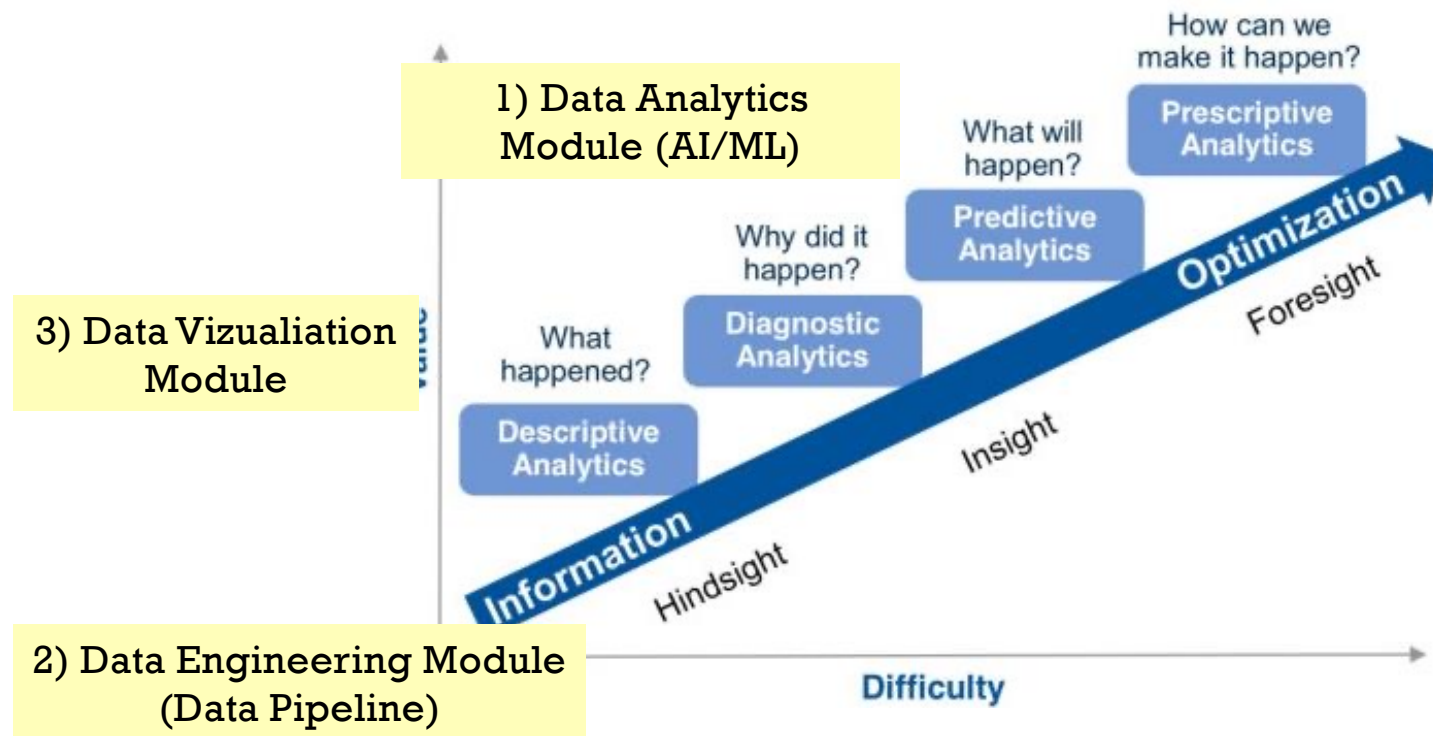 How can we
make it happen?
1) Data Analytics
Module (AI/ML)
Prescriptive
Analytics
What will
happen?
Predictive
Analytics
Optimization
Why did it
happen?
Foresight
3) Data Vizualiation
Module
What
happened?
Diagnostic
Analytics
Descriptive
Analytics
Insight
Information
Hindsight
2) Data Engineering Module
(Data Pipeline)
Difficulty